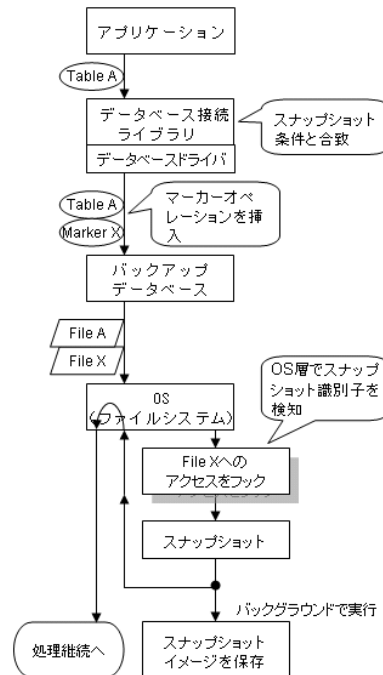 アプリケーション
Table A
データベース接続
ライブラリ
スナップショット
条件と合致
データベースドライバ
Table A
Marker X
マーカーオペ
レーションを挿
入
バックアップ
データベース
File A
File X
OS
(ファイルシステム)
OS層でスナップ
ショット識別子を
検知
File Xへの
アクセスをフック
スナップショット
バックグラウンドで実行
処理継続へ
スナップショット
イメージを保存